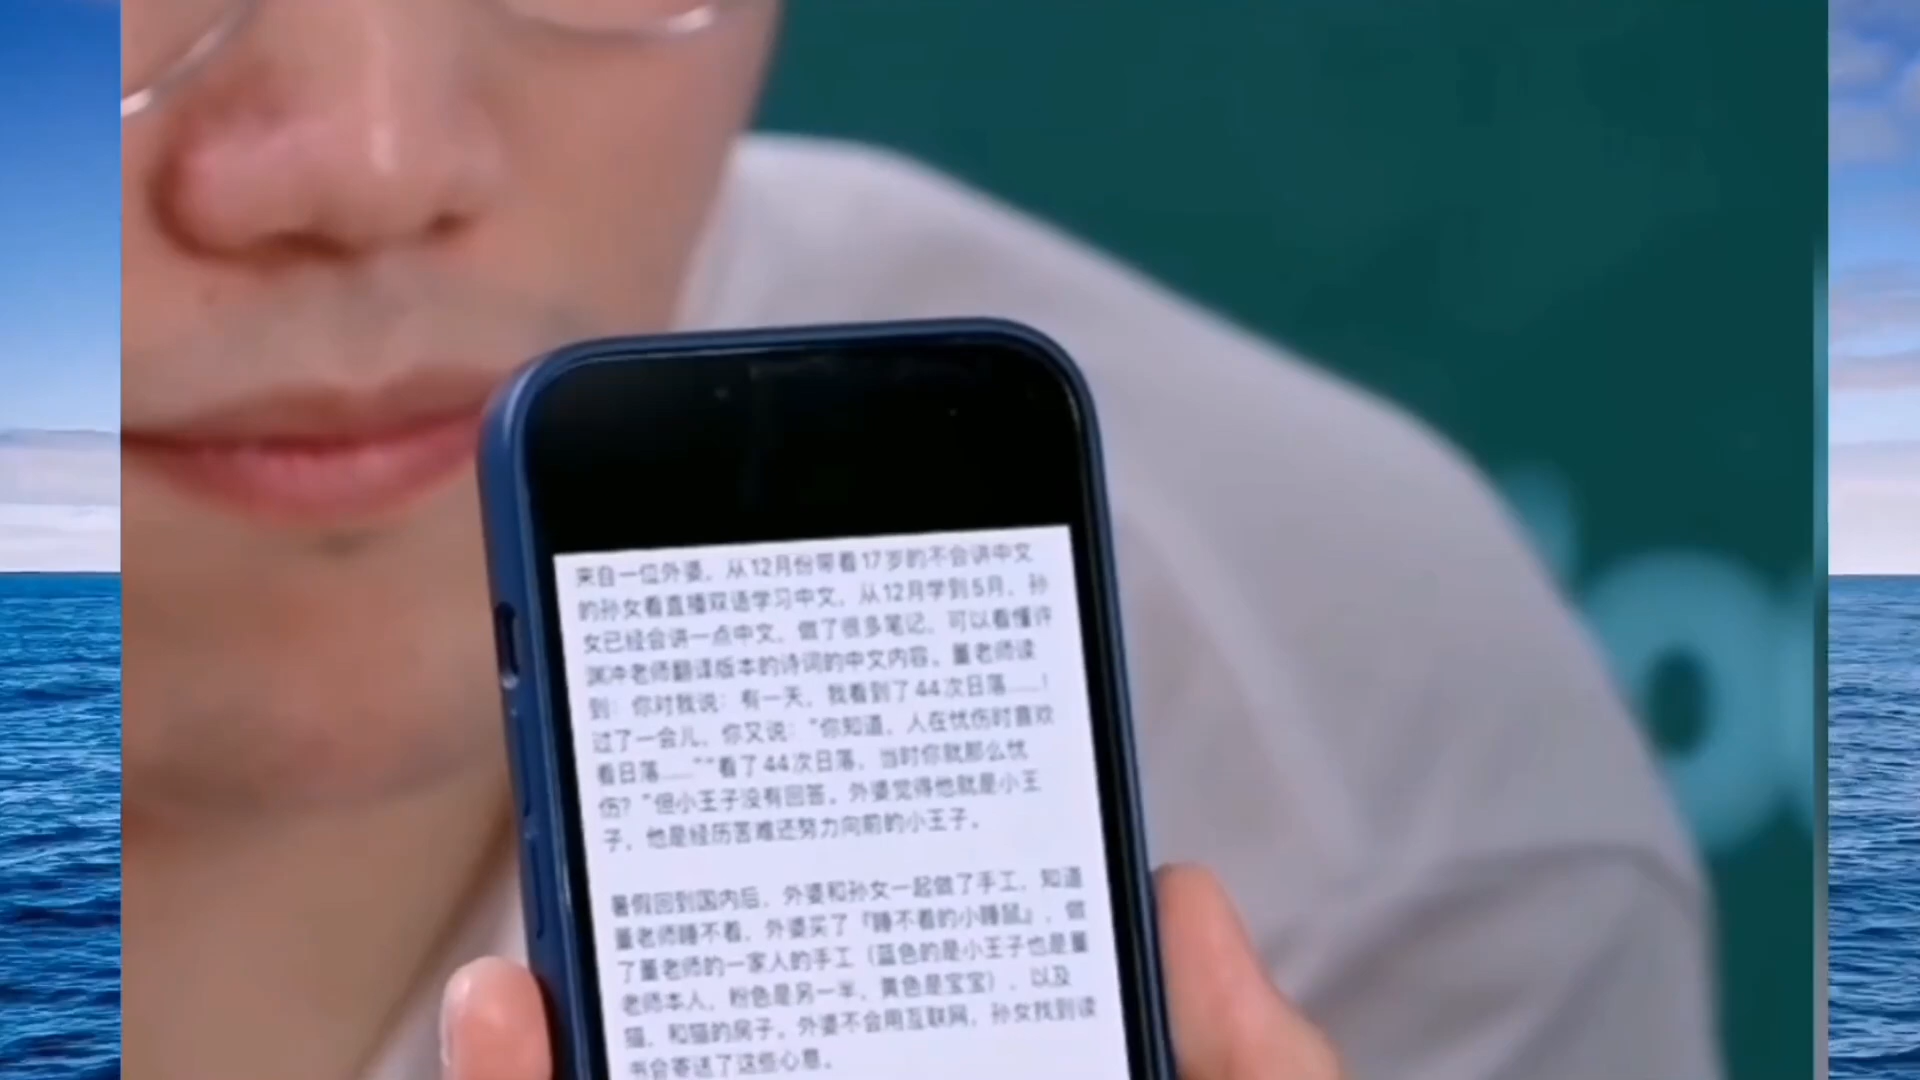 来自一位外婆，从12月份带着17岁的不会讲中文
的孙女看直播双语学习中文，从12月学到5月，孙
女已经会讲一点中文，做了很多笔记，可以看懂许
渊冲老师翻译版本的诗词的中文内容。董老师读
到：你对我说：有一天，我看到了44次日落……！
过了一会儿，你又说：“你知道，人在忧伤时喜欢
看日落……”“看了44次日落，当时你就那么忧
伤？”但小王子没有回答。外婆觉得他就是小王
子，他是经历苦难还努力向前的小王子。
暑假回到国内后，外婆和孙女一起做了手工，知道
董老师睡不着，外婆买了『睡不着的小睡鼠』，做
了董老师的一家人的手工（蓝色的是小王子也是董
老师本人，粉色是另一半，黄色是宝宝），以及
猫，和猫的房子。外婆不会用互联网，孙女找到读
书会寄送了这些心意。